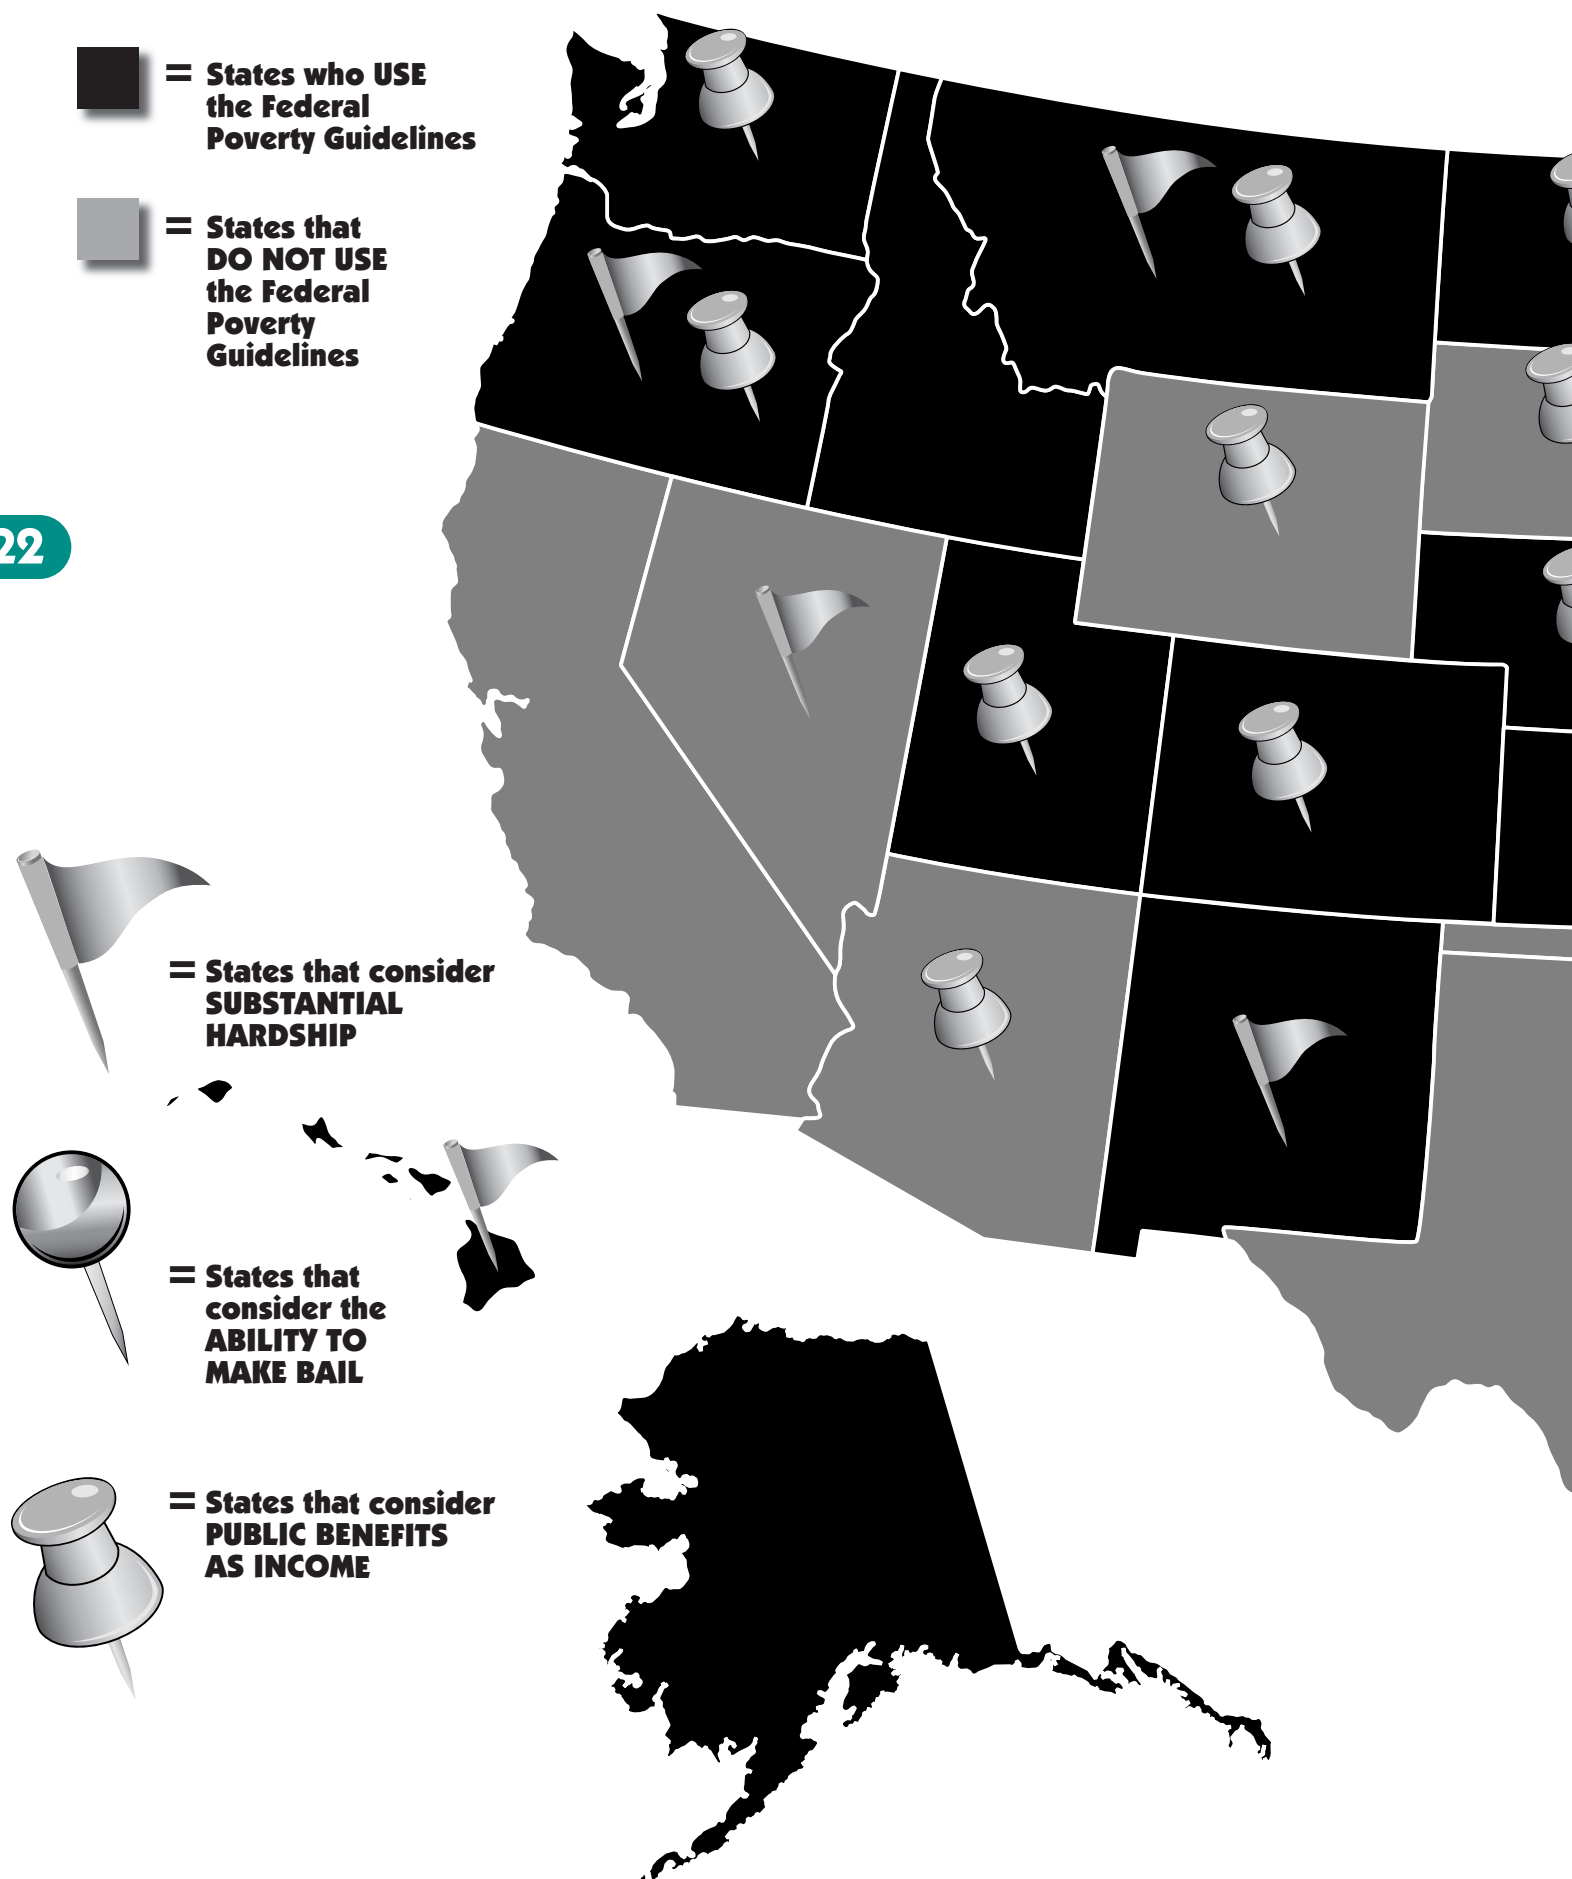 = States who USE
the Federal
Poverty Guidelines
= States that
DO NOT USE
the Federal
Poverty
Guidelines
22
= States that consider
SUBSTANTIAL
HARDSHIP
= States that
consider the
ABILITY TO
MAKE BAIL
= States that consider
PUBLIC BENEFITS
AS INCOME